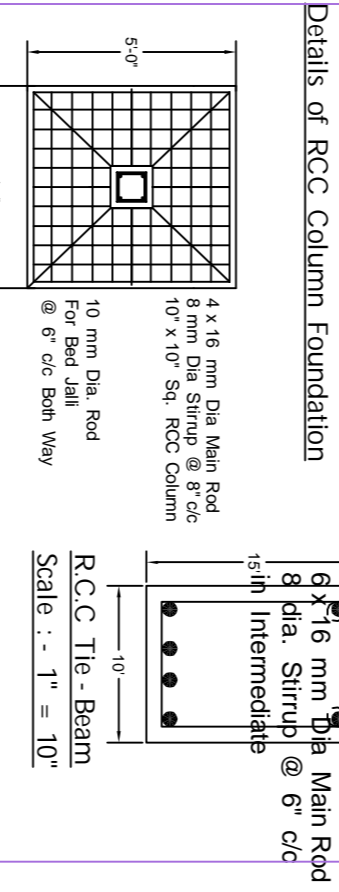 Details of RCC Column Foundation
5'-0"
4 x 16 mm Dia Main Rod
8 mm Dia Stirrup @ 8" c/c
10" x 10" Sq. RCC Column
10 mm Dia. Rod
For Bed Jalli
@ 6" c/c Both Way
6 x 16 mm Dia Main Rod
8 dia. Stirrup @ 6" c/c
in Intermediate
15'
10'
R.C.C Tie - Beam
Scale : - 1" = 10"